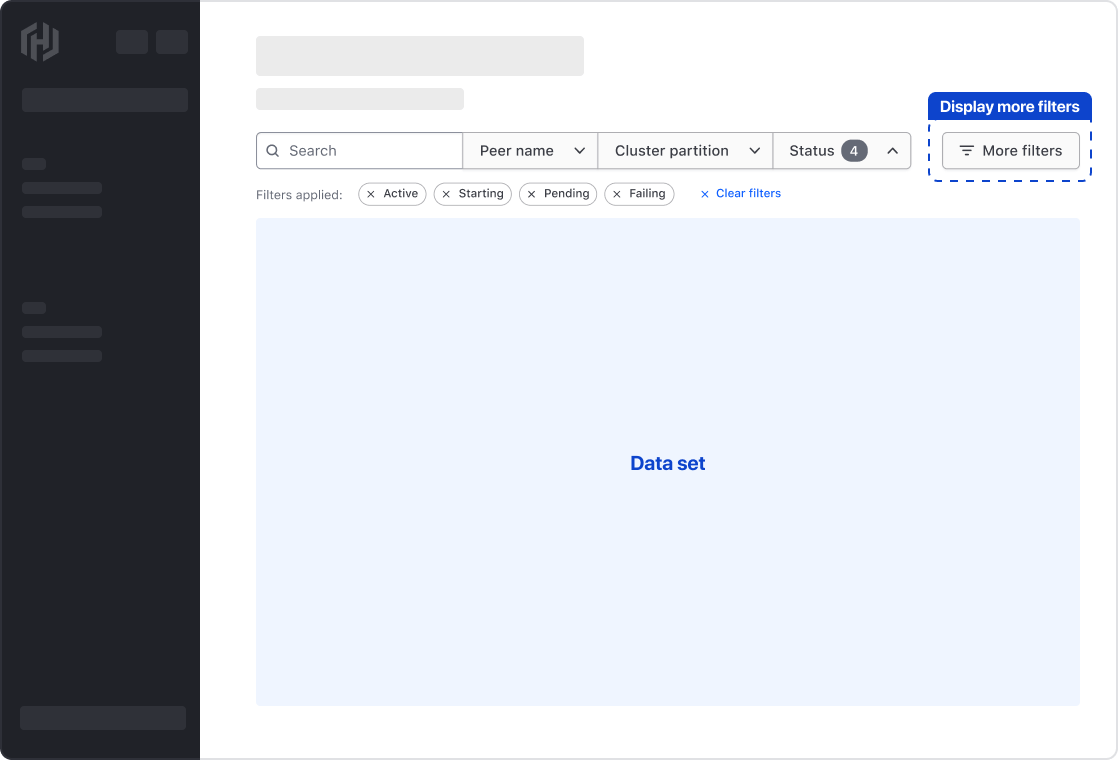 Display more filters
Search Peer name Cluster partition Status 4 More filters
Filters applied: Active Starting Pending Failing Clear filters
Data set